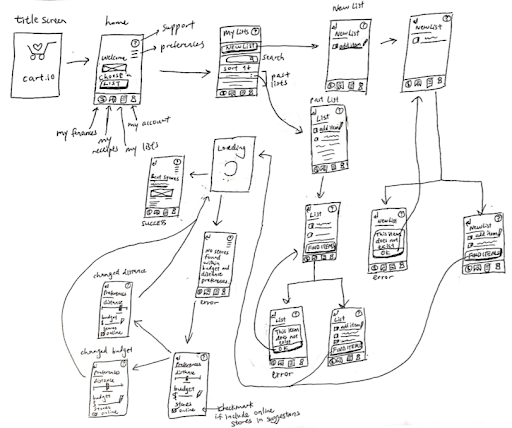 title screen
cart.io
home
Welcome
Choose a
LIST
support
preferences
my finances
my
receipts
my lists
my account
My Lists
NEW LIST
search
sort
past
lists
New List
New List
add item
New List
Past List
List
add item
List
FIND ITEMS
List
This item
does not
exist
OK
error
List
add item
FIND ITEMS
New List
This item
does not
exist
OK
error
New List
add item
FIND ITEMS
Loading
Best Stores
SUCCESS
No stores
found
within
budget and
distance
preferences.
error
changed distance
Preferences
distance
budget
$
stores
online
changed budget
Preferences
distance
budget
$
stores
online
Preferences
distance
budget
$
stores
online
checkmark
if include online
stores in suggestions